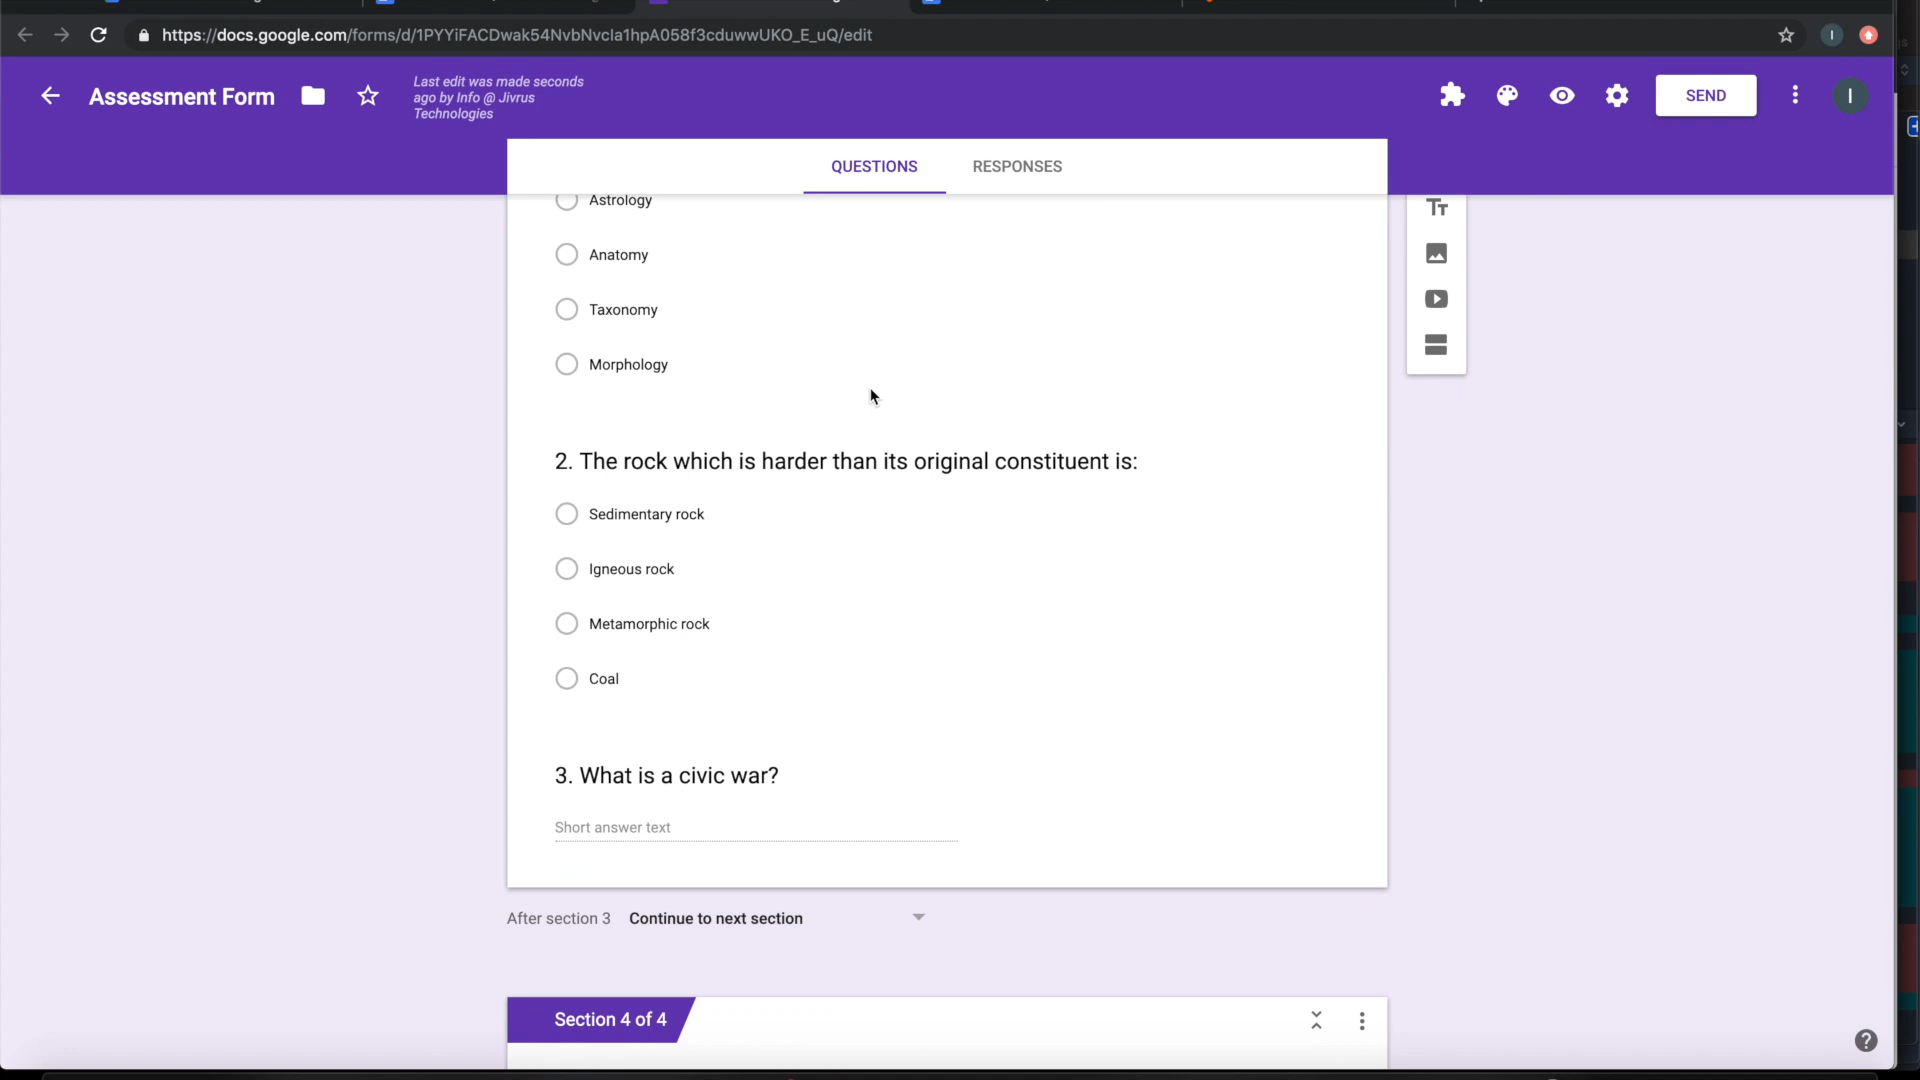 https://docs.google.com/forms/d/1PYYiFACDwak54NvbNvcIa1hpA058f3cduwwUKO_E_uQ/edit
I
Assessment Form
Last edit was made seconds
ago by Info @ Jivrus
Technologies
SEND
I
QUESTIONS
RESPONSES
Astrology
Anatomy
Taxonomy
Morphology
2. The rock which is harder than its original constituent is:
Sedimentary rock
Igneous rock
Metamorphic rock
Coal
3. What is a civic war?
Short answer text
After section 3 Continue to next section
Section 4 of 4